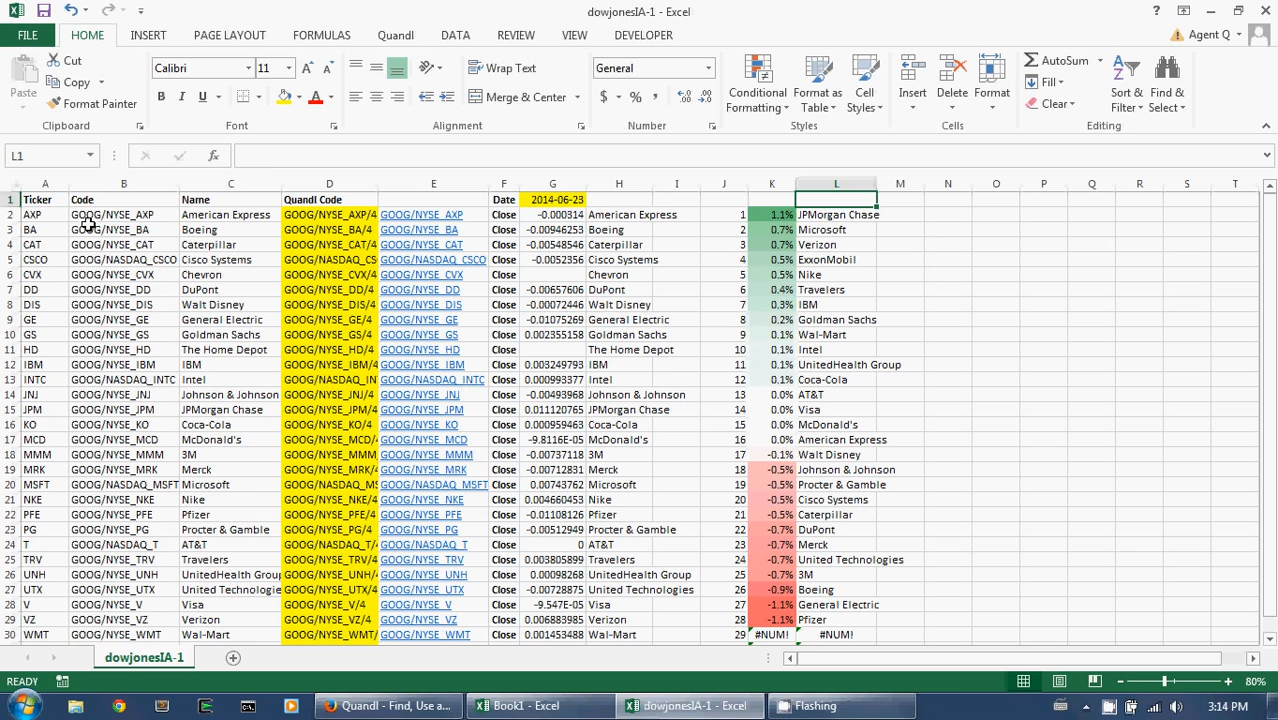 dowjonesIA-1 - Excel
FILE HOME INSERT PAGE LAYOUT FORMULAS Quandl DATA REVIEW VIEW DEVELOPER Agent Q
Paste Cut Copy Format Painter Clipboard
Calibri 11 B I U A Font
Wrap Text Merge & Center Alignment
General $ % , Number
Conditional Formatting Format as Table Cell Styles Styles
Insert Delete Format Cells
AutoSum Fill Clear Sort & Filter Find & Select Editing
L1 fx
A B C D E F G H I J K L M N O P Q R S T
1 Ticker Code Name Quandl Code Date 2014-06-23
2 AXP GOOG/NYSE_AXP American Express GOOG/NYSE_AXP/4 GOOG/NYSE_AXP Close -0.000314 American Express 1 1.1% JPMorgan Chase
3 BA GOOG/NYSE_BA Boeing GOOG/NYSE_BA/4 GOOG/NYSE_BA Close -0.00946253 Boeing 2 0.7% Microsoft
4 CAT GOOG/NYSE_CAT Caterpillar GOOG/NYSE_CAT/4 GOOG/NYSE_CAT Close -0.00548546 Caterpillar 3 0.7% Verizon
5 CSCO GOOG/NASDAQ_CSCO Cisco Systems GOOG/NASDAQ_CS GOOG/NASDAQ_CSCO Close -0.0052356 Cisco Systems 4 0.5% ExxonMobil
6 CVX GOOG/NYSE_CVX Chevron GOOG/NYSE_CVX/4 GOOG/NYSE_CVX Close Chevron 5 0.5% Nike
7 DD GOOG/NYSE_DD DuPont GOOG/NYSE_DD/4 GOOG/NYSE_DD Close -0.00657606 DuPont 6 0.4% Travelers
8 DIS GOOG/NYSE_DIS Walt Disney GOOG/NYSE_DIS/4 GOOG/NYSE_DIS Close -0.00072446 Walt Disney 7 0.3% IBM
9 GE GOOG/NYSE_GE General Electric GOOG/NYSE_GE/4 GOOG/NYSE_GE Close -0.01075269 General Electric 8 0.2% Goldman Sachs
10 GS GOOG/NYSE_GS Goldman Sachs GOOG/NYSE_GS/4 GOOG/NYSE_GS Close 0.002355158 Goldman Sachs 9 0.1% Wal-Mart
11 HD GOOG/NYSE_HD The Home Depot GOOG/NYSE_HD/4 GOOG/NYSE_HD Close The Home Depot 10 0.1% Intel
12 IBM GOOG/NYSE_IBM IBM GOOG/NYSE_IBM/4 GOOG/NYSE_IBM Close 0.003249793 IBM 11 0.1% UnitedHealth Group
13 INTC GOOG/NASDAQ_INTC Intel GOOG/NASDAQ_IN GOOG/NASDAQ_INTC Close 0.000993377 Intel 12 0.1% Coca-Cola
14 JNJ GOOG/NYSE_JNJ Johnson & Johnson GOOG/NYSE_JNJ/4 GOOG/NYSE_JNJ Close -0.00493968 Johnson & Johnson 13 0.0% AT&T
15 JPM GOOG/NYSE_JPM JPMorgan Chase GOOG/NYSE_JPM/4 GOOG/NYSE_JPM Close 0.011120765 JPMorgan Chase 14 0.0% Visa
16 KO GOOG/NYSE_KO Coca-Cola GOOG/NYSE_KO/4 GOOG/NYSE_KO Close 0.000959463 Coca-Cola 15 0.0% McDonald's
17 MCD GOOG/NYSE_MCD McDonald's GOOG/NYSE_MCD/4 GOOG/NYSE_MCD Close -9.8116E-05 McDonald's 16 0.0% American Express
18 MMM GOOG/NYSE_MMM 3M GOOG/NYSE_MMM GOOG/NYSE_MMM Close -0.00737118 3M 17 -0.1% Walt Disney
19 MRK GOOG/NYSE_MRK Merck GOOG/NYSE_MRK/4 GOOG/NYSE_MRK Close -0.00712831 Merck 18 -0.5% Johnson & Johnson
20 MSFT GOOG/NASDAQ_MSFT Microsoft GOOG/NASDAQ_MS GOOG/NASDAQ_MSFT Close 0.00743762 Microsoft 19 -0.5% Procter & Gamble
21 NKE GOOG/NYSE_NKE Nike GOOG/NYSE_NKE/4 GOOG/NYSE_NKE Close 0.004660453 Nike 20 -0.5% Cisco Systems
22 PFE GOOG/NYSE_PFE Pfizer GOOG/NYSE_PFE/4 GOOG/NYSE_PFE Close -0.01108126 Pfizer 21 -0.5% Caterpillar
23 PG GOOG/NYSE_PG Procter & Gamble GOOG/NYSE_PG/4 GOOG/NYSE_PG Close -0.00512949 Procter & Gamble 22 -0.7% DuPont
24 T GOOG/NASDAQ_T AT&T GOOG/NASDAQ_T/4 GOOG/NASDAQ_T Close 0 AT&T 23 -0.7% Merck
25 TRV GOOG/NYSE_TRV Travelers GOOG/NYSE_TRV/4 GOOG/NYSE_TRV Close 0.003805899 Travelers 24 -0.7% United Technologies
26 UNH GOOG/NYSE_UNH UnitedHealth Group GOOG/NYSE_UNH/4 GOOG/NYSE_UNH Close 0.00098268 UnitedHealth Group 25 -0.7% 3M
27 UTX GOOG/NYSE_UTX United Technologies GOOG/NYSE_UTX/4 GOOG/NYSE_UTX Close -0.00728875 United Technologies 26 -0.9% Boeing
28 V GOOG/NYSE_V Visa GOOG/NYSE_V/4 GOOG/NYSE_V Close -9.547E-05 Visa 27 -1.1% General Electric
29 VZ GOOG/NYSE_VZ Verizon GOOG/NYSE_VZ/4 GOOG/NYSE_VZ Close 0.006883985 Verizon 28 -1.1% Pfizer
30 WMT GOOG/NYSE_WMT Wal-Mart GOOG/NYSE_WMT/ GOOG/NYSE_WMT Close 0.001453488 Wal-Mart 29 #NUM! #NUM!
dowjonesIA-1
READY 80%
Quandl - Find, Use a... Book1 - Excel dowjonesIA-1 - Excel Flashing 3:14 PM